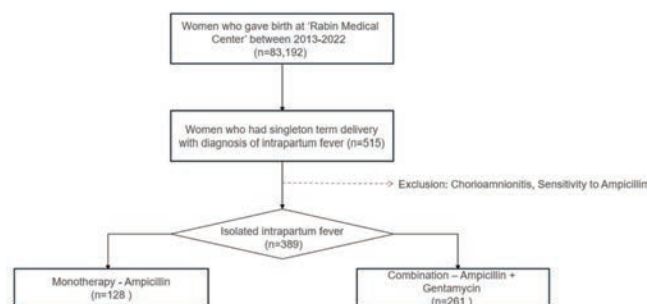 Women who gave birth at 'Rabin Medical
Center' between 2013-2022
(n=83,192)
Women who had singleton term delivery
with diagnosis of intrapartum fever (n=515)
Exclusion: Chorioamnionitis, Sensitivity to Ampicillin
Isolated intrapartum fever
(n=389)
Monotherapy - Ampicillin
(n=128 )
Combination – Ampicillin +
Gentamycin
(n=261 )